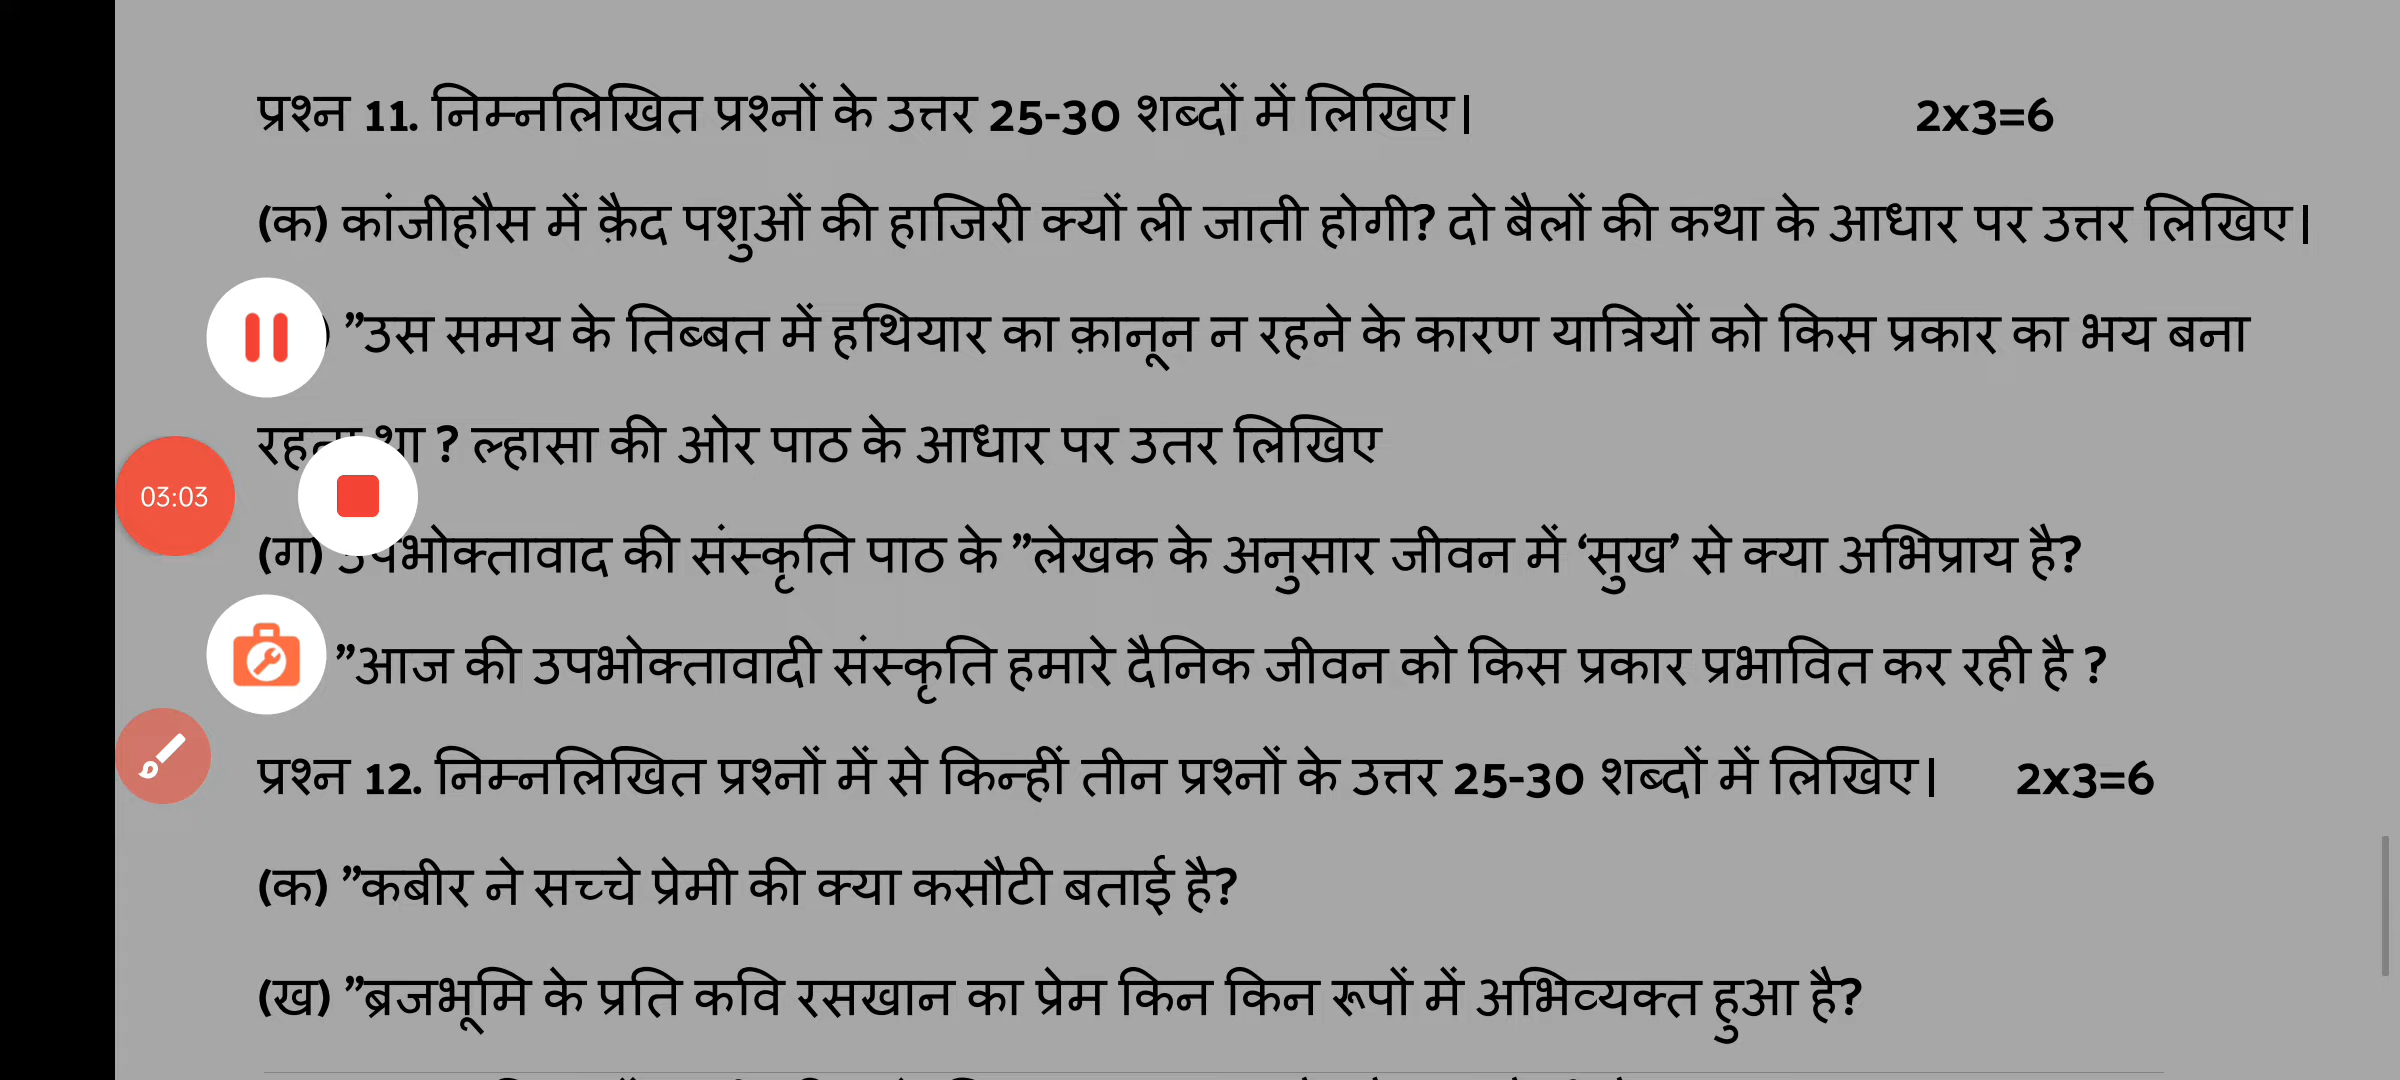 प्रश्न 11. निम्नलिखित प्रश्नों के उत्तर 25-30 शब्दों में लिखिए। 2x3=6
(क) कांजीहौस में क़ैद पशुओं की हाजिरी क्यों ली जाती होगी? दो बैलों की कथा के आधार पर उत्तर लिखिए।
) ”उस समय के तिब्बत में हथियार का क़ानून न रहने के कारण यात्रियों को किस प्रकार का भय बना
था ? ल्हासा की ओर पाठ के आधार पर उतर लिखिए
03:03
(ग) उपभोक्तावाद की संस्कृति पाठ के ”लेखक के अनुसार जीवन में ‘सुख’ से क्या अभिप्राय है?
”आज की उपभोक्तावादी संस्कृति हमारे दैनिक जीवन को किस प्रकार प्रभावित कर रही है ?
प्रश्न 12. निम्नलिखित प्रश्नों में से किन्हीं तीन प्रश्नों के उत्तर 25-30 शब्दों में लिखिए। 2x3=6
(क) ”कबीर ने सच्चे प्रेमी की क्या कसौटी बताई है?
(ख) ”ब्रजभूमि के प्रति कवि रसखान का प्रेम किन किन रूपों में अभिव्यक्त हुआ है?